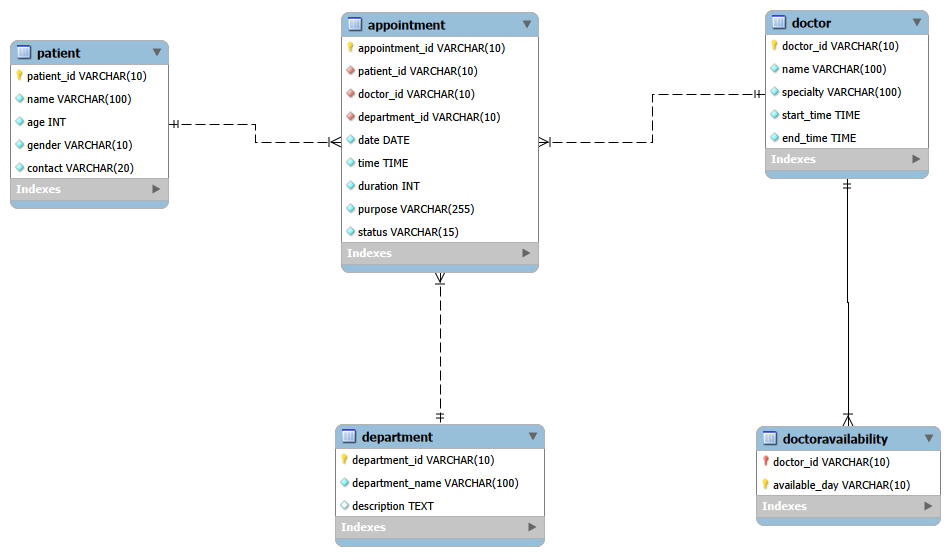 patient
patient_id VARCHAR(10)
name VARCHAR(100)
age INT
gender VARCHAR(10)
contact VARCHAR(20)
Indexes
appointment
appointment_id VARCHAR(10)
patient_id VARCHAR(10)
doctor_id VARCHAR(10)
department_id VARCHAR(10)
date DATE
time TIME
duration INT
purpose VARCHAR(255)
status VARCHAR(15)
Indexes
doctor
doctor_id VARCHAR(10)
name VARCHAR(100)
specialty VARCHAR(100)
start_time TIME
end_time TIME
Indexes
department
department_id VARCHAR(10)
department_name VARCHAR(100)
description TEXT
Indexes
doctoravailability
doctor_id VARCHAR(10)
available_day VARCHAR(10)
Indexes